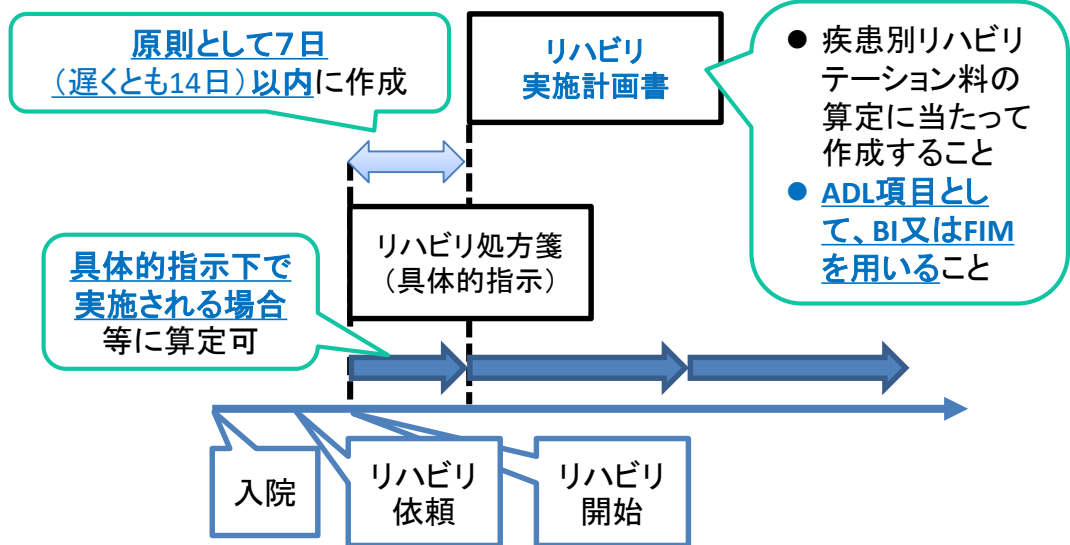 原則として7日
（遅くとも14日）以内に作成
リハビリ
実施計画書
● 疾患別リハビリ
テーション料の
算定に当たって
作成すること
● ADL項目とし
て、BI又はFIM
を用いること
リハビリ処方箋
（具体的指示）
具体的指示下で
実施される場合
等に算定可
入院
リハビリ
依頼
リハビリ
開始